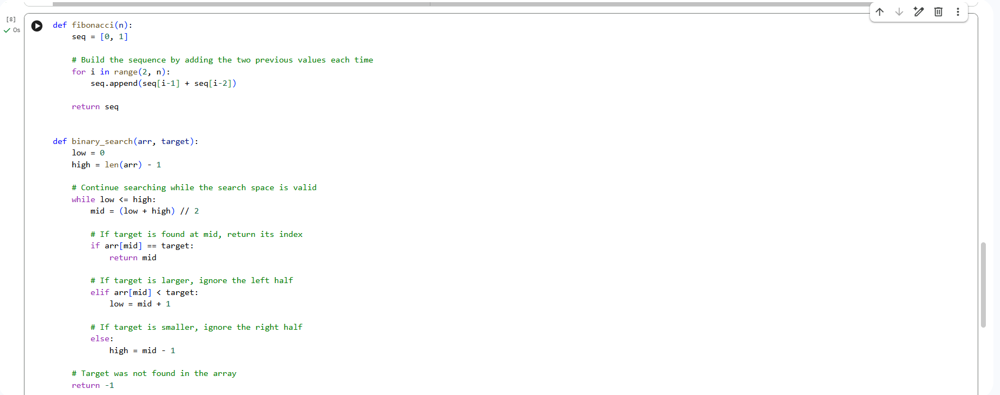 [8]
0s
def fibonacci(n):
    seq = [0, 1]

    # Build the sequence by adding the two previous values each time
    for i in range(2, n):
        seq.append(seq[i-1] + seq[i-2])

    return seq


def binary_search(arr, target):
    low = 0
    high = len(arr) - 1

    # Continue searching while the search space is valid
    while low <= high:
        mid = (low + high) // 2

        # If target is found at mid, return its index
        if arr[mid] == target:
            return mid

        # If target is larger, ignore the left half
        elif arr[mid] < target:
            low = mid + 1

        # If target is smaller, ignore the right half
        else:
            high = mid - 1

    # Target was not found in the array
    return -1